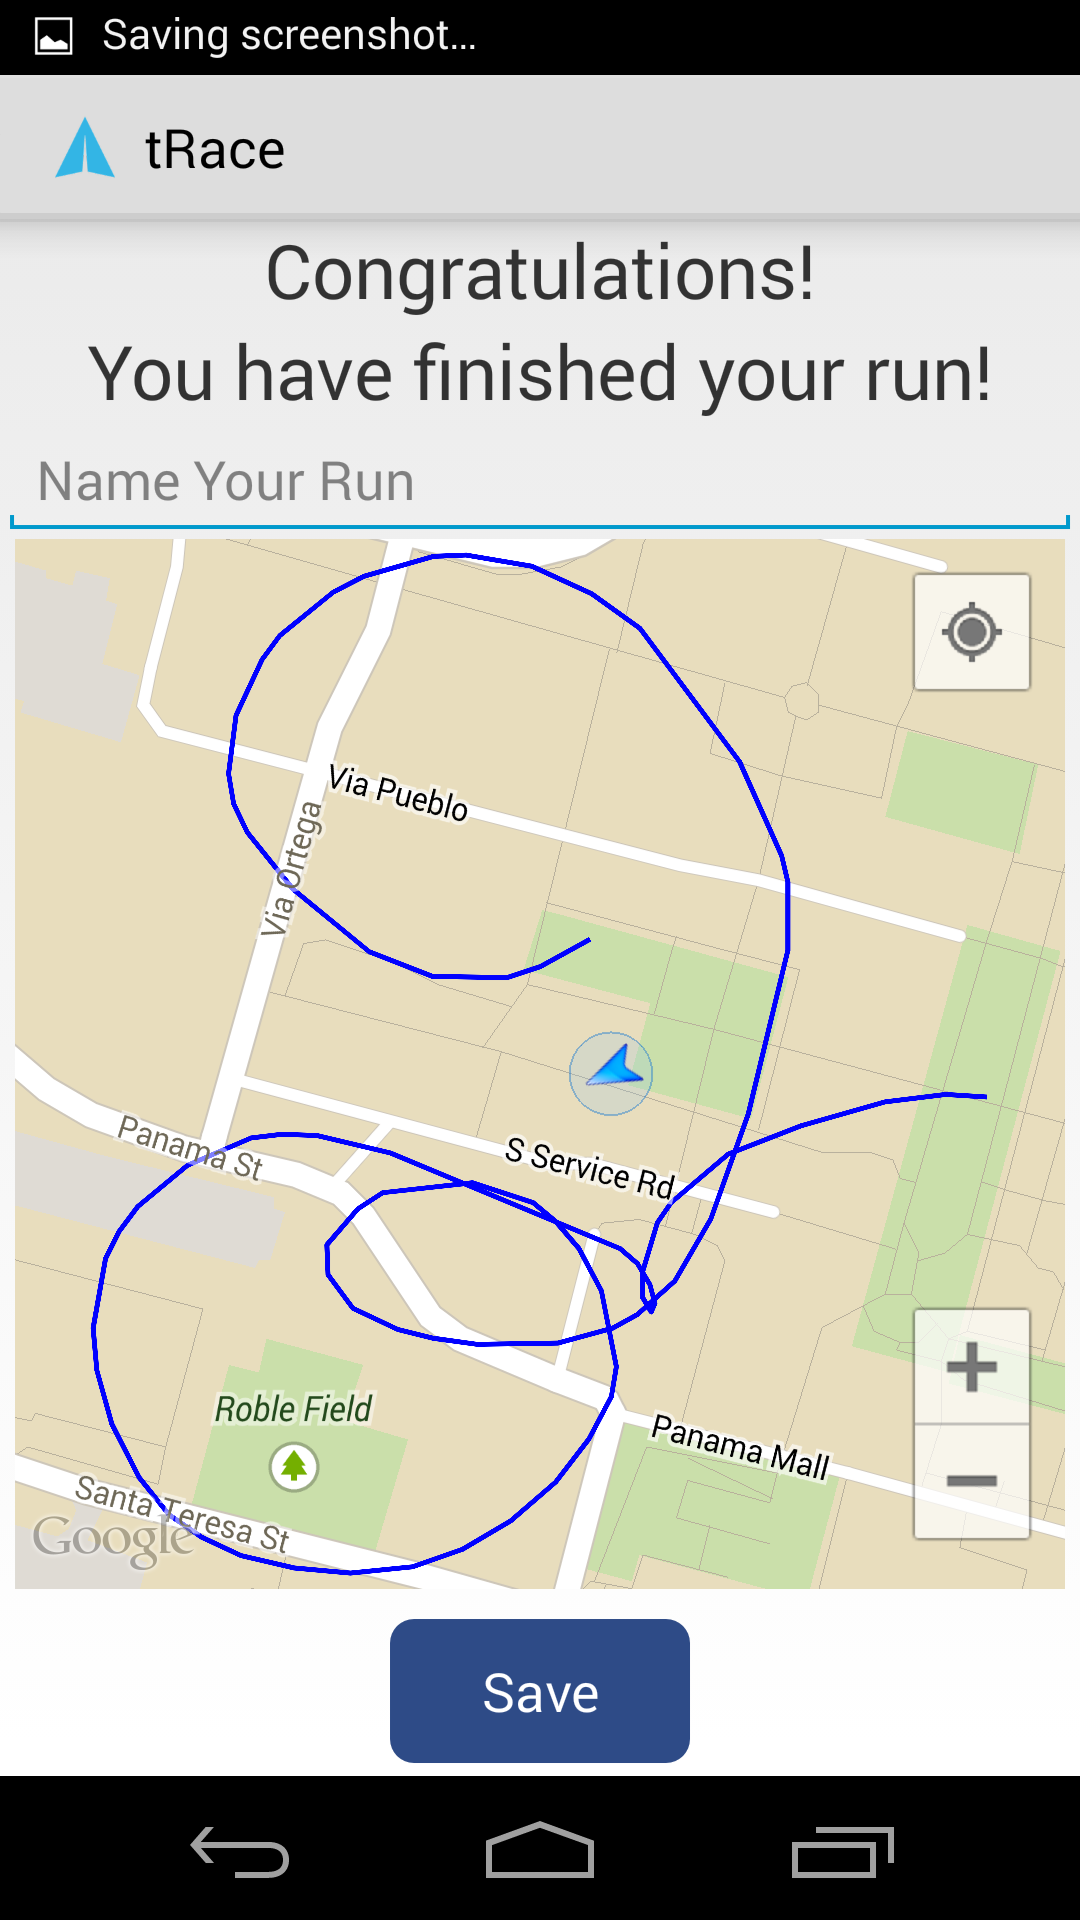 Saving screenshot...
tRace
Congratulations!
You have finished your run!
Name Your Run
Via Pueblo
Via Ortega
Panama St
S Service Rd
Roble Field
Panama Mall
Santa Teresa St
Google
Save